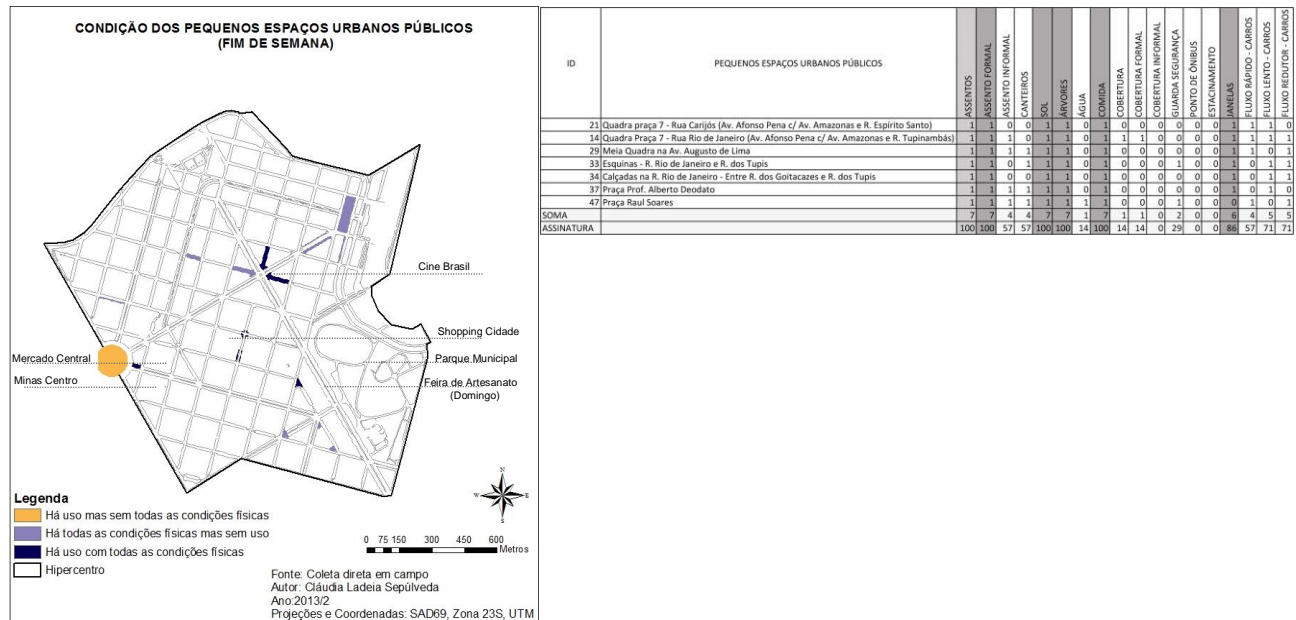 CONDIÇÃO DOS PEQUENOS ESPAÇOS URBANOS PÚBLICOS
(FIM DE SEMANA)
Cine Brasil
Shopping Cidade
Mercado Central
Parque Municipal
Minas Centro
Feira de Artesanato
(Domingo)
N
W E
S
Legenda
Há uso mas sem todas as condições físicas
Há todas as condições físicas mas sem uso
Há uso com todas as condições físicas
Hipercentro
0 75 150 300 450 600
Metros
Fonte: Coleta direta em campo
Autor: Cláudia Ladeia Sepúlveda
Ano:2013/2
Projeções e Coordenadas: SAD69, Zona 23S, UTM
ID PEQUENOS ESPAÇOS URBANOS PÚBLICOS ASSENTOS ASSENTO FORMAL ASSENTO INFORMAL CANTEIROS SOL ÁRVORES ÁGUA COMIDA COBERTURA COBERTURA FORMAL COBERTURA INFORMAL GUARDA SEGURANÇA PONTO DE ÔNIBUS ESTACINAMENTO JANELAS FLUXO RÁPIDO - CARROS FLUXO LENTO - CARROS FLUXO REDUTOR - CARROS
21 Quadra praça 7 - Rua Carijós (Av. Afonso Pena c/ Av. Amazonas e R. Espírito Santo) 1 1 0 0 1 1 0 1 0 0 0 0 0 0 1 1 1 0
14 Quadra Praça 7 - Rua Rio de Janeiro (Av. Afonso Pena c/ Av. Amazonas e R. Tupinambás) 1 1 1 0 1 1 0 1 1 1 0 0 0 0 1 1 1 1
29 Meia Quadra na Av. Augusto de Lima 1 1 1 1 1 1 0 1 0 0 0 0 0 0 1 1 0 1
33 Esquinas - R. Rio de Janeiro e R. dos Tupis 1 1 0 1 1 1 0 1 0 0 0 1 0 0 1 0 1 1
34 Calçadas na R. Rio de Janeiro - Entre R. dos Goitacazes e R. dos Tupis 1 1 0 0 1 1 0 1 0 0 0 0 0 0 1 0 1 1
37 Praça Prof. Alberto Deodato 1 1 1 1 1 1 0 1 0 0 0 0 0 0 1 0 1 0
47 Praça Raul Soares 1 1 1 1 1 1 1 1 0 0 0 1 0 0 0 1 0 1
SOMA 7 7 4 4 7 7 1 7 1 1 0 2 0 0 6 4 5 5
ASSINATURA 100 100 57 57 100 100 14 100 14 14 0 29 0 0 86 57 71 71